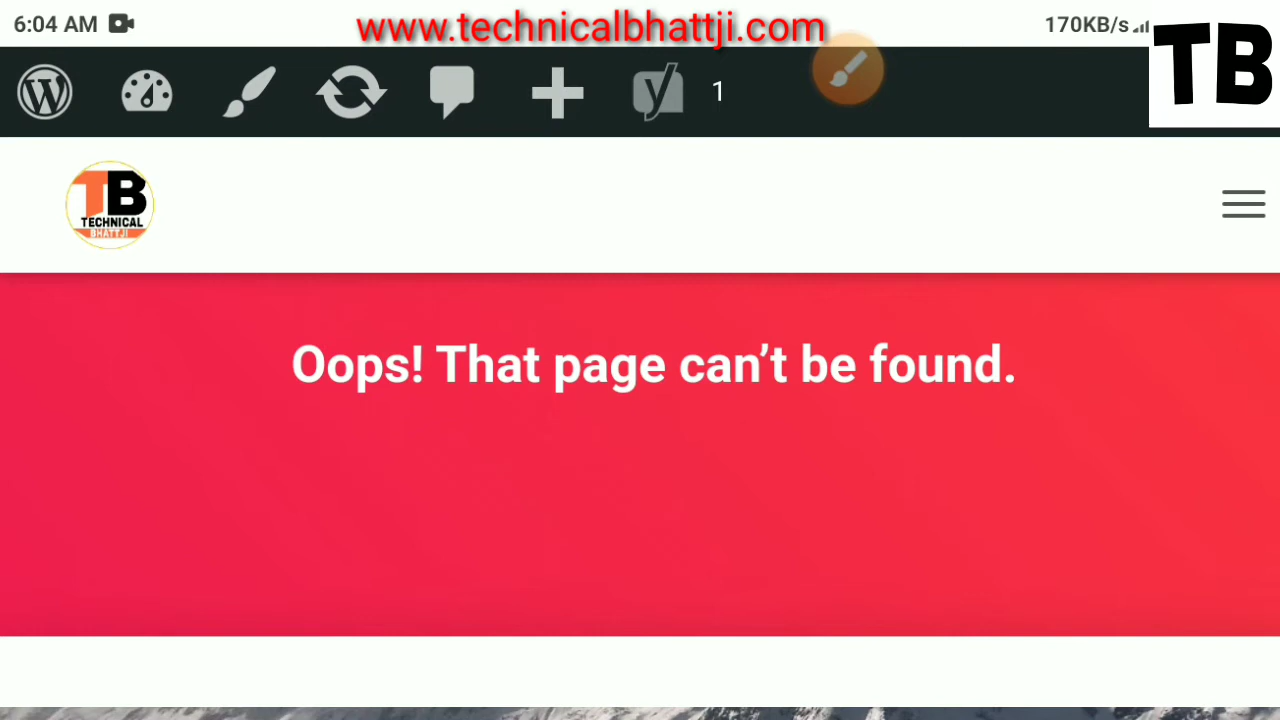 6:04 AM
www.technicalbhattji.com
170KB/s
TB
1
TB
TECHNICAL
BHATTJI
Oops! That page can’t be found.